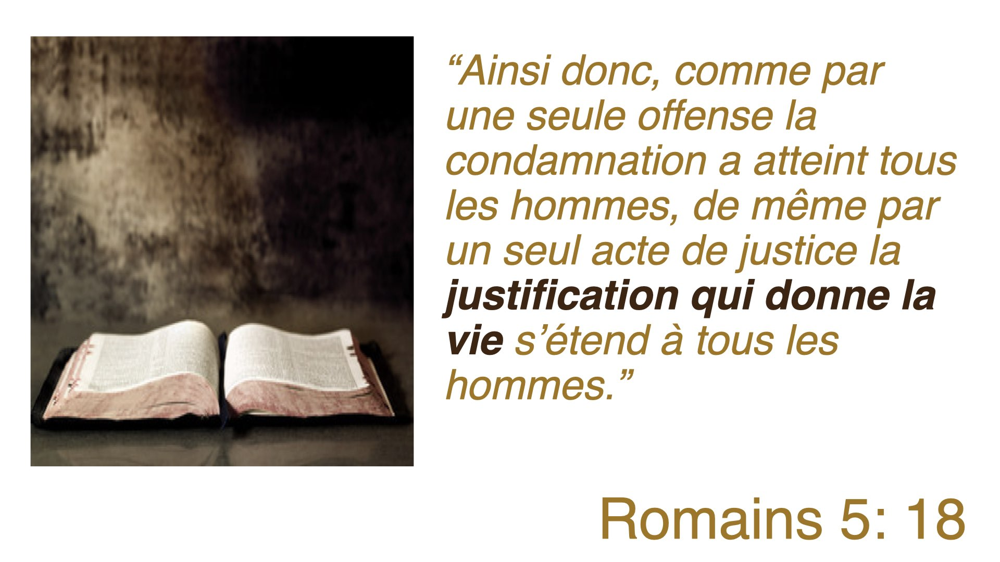 “Ainsi donc, comme par
une seule offense la
condamnation a atteint tous
les hommes, de même par
un seul acte de justice la
justification qui donne la
vie s’étend à tous les
hommes.”
Romains 5: 18